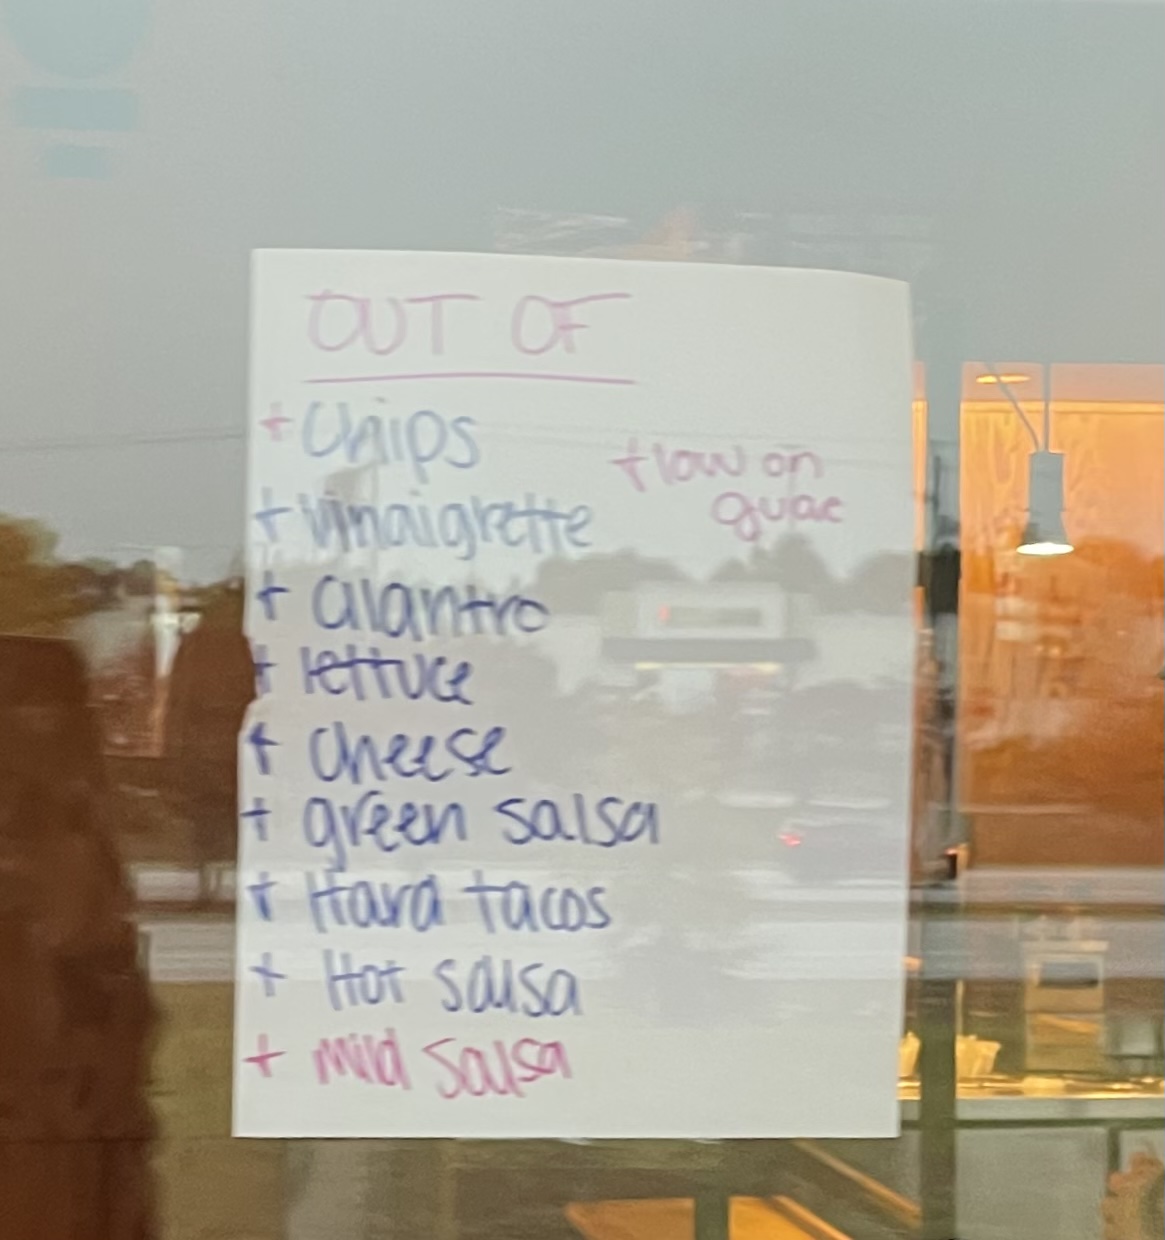 OUT OF
+ Chips
+ low on
guac
+ Vinaigrette
+ Cilantro
+ lettuce
+ cheese
+ green salsa
+ Hard tacos
+ Hot salsa
+ Mild Salsa